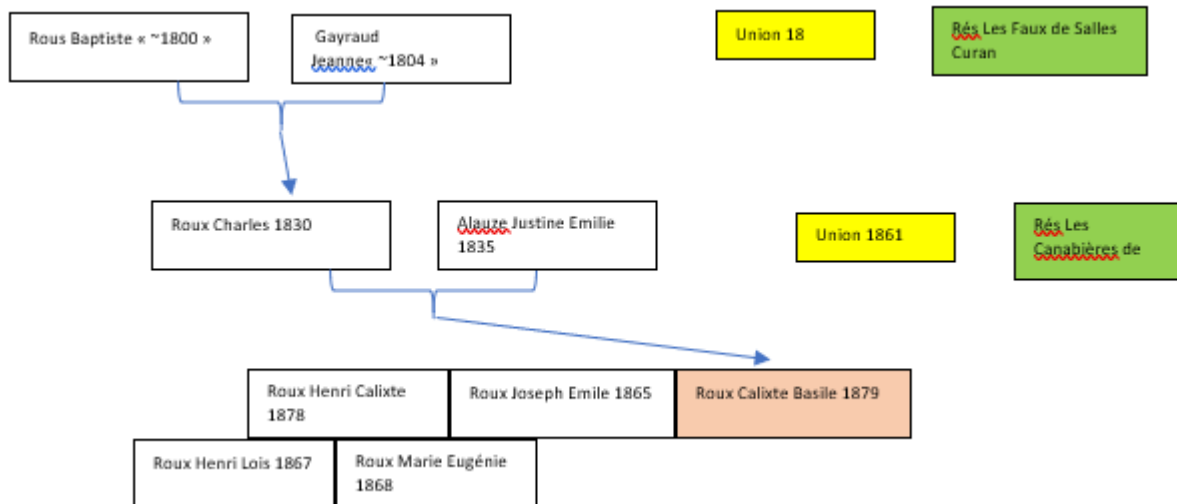 Rous Baptiste « ~1800 »
Gayraud
Jeanne« ~1804 »
Union 18
Rés Les Faux de Salles
Curan
Roux Charles 1830
Alauze Justine Emilie
1835
Union 1861
Rés Les
Canabières de
Roux Henri Calixte
1878
Roux Joseph Emile 1865
Roux Calixte Basile 1879
Roux Henri Lois 1867
Roux Marie Eugénie
1868